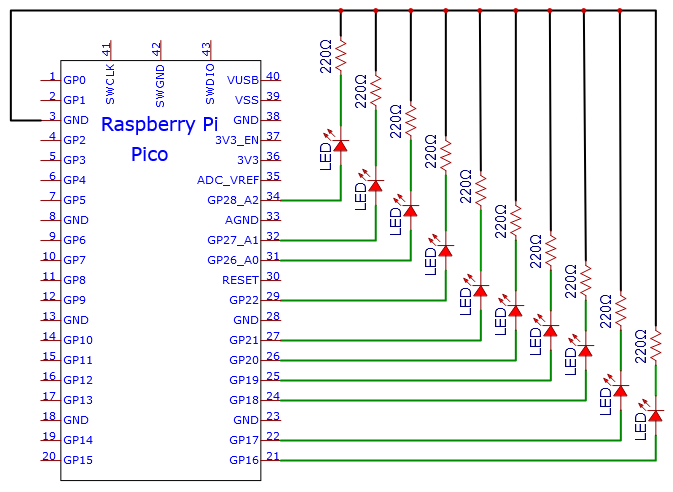 41
42
43
SWCLK
SWGND
SWDIO
Raspberry Pi
Pico
1 GP0
2 GP1
3 GND
4 GP2
5 GP3
6 GP4
7 GP5
8 GND
9 GP6
10 GP7
11 GP8
12 GP9
13 GND
14 GP10
15 GP11
16 GP12
17 GP13
18 GND
19 GP14
20 GP15
VUSB 40
VSS 39
GND 38
3V3_EN 37
3V3 36
ADC_VREF 35
GP28_A2 34
AGND 33
GP27_A1 32
GP26_A0 31
RESET 30
GP22 29
GND 28
GP21 27
GP20 26
GP19 25
GP18 24
GND 23
GP17 22
GP16 21
220Ω
220Ω
220Ω
220Ω
220Ω
220Ω
220Ω
220Ω
220Ω
220Ω
LED
LED
LED
LED
LED
LED
LED
LED
LED
LED